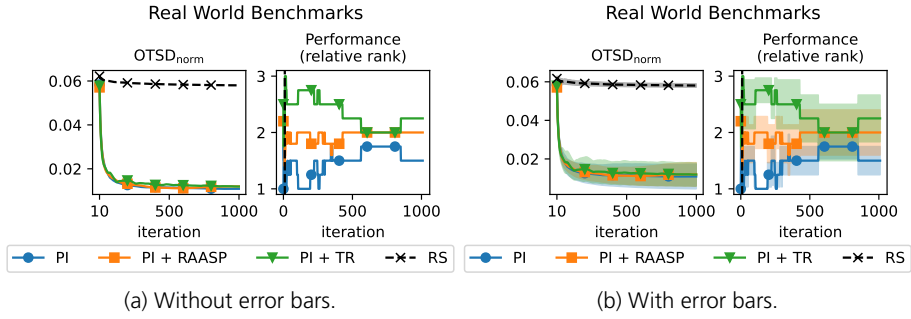 Real World Benchmarks
OTSDnorm
Performance
(relative rank)
0.06
0.04
0.02
10
500
1000
iteration
3
2
1
0
500
1000
iteration
PI
PI + RAASP
PI + TR
RS
(a) Without error bars.
Real World Benchmarks
OTSDnorm
Performance
(relative rank)
0.06
0.04
0.02
10
500
1000
iteration
3
2
1
0
500
1000
iteration
PI
PI + RAASP
PI + TR
RS
(b) With error bars.